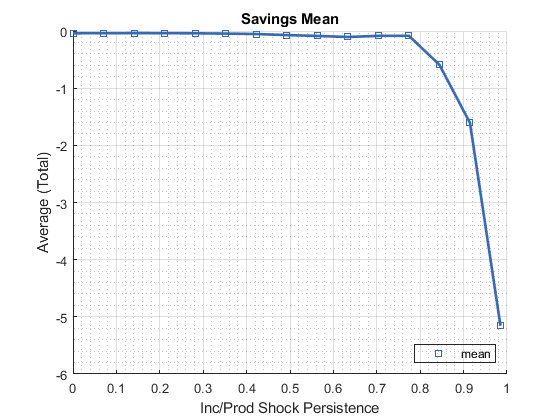 Savings Mean
Average (Total)
0
-1
-2
-3
-4
-5
-6
mean
0 0.1 0.2 0.3 0.4 0.5 0.6 0.7 0.8 0.9 1
Inc/Prod Shock Persistence